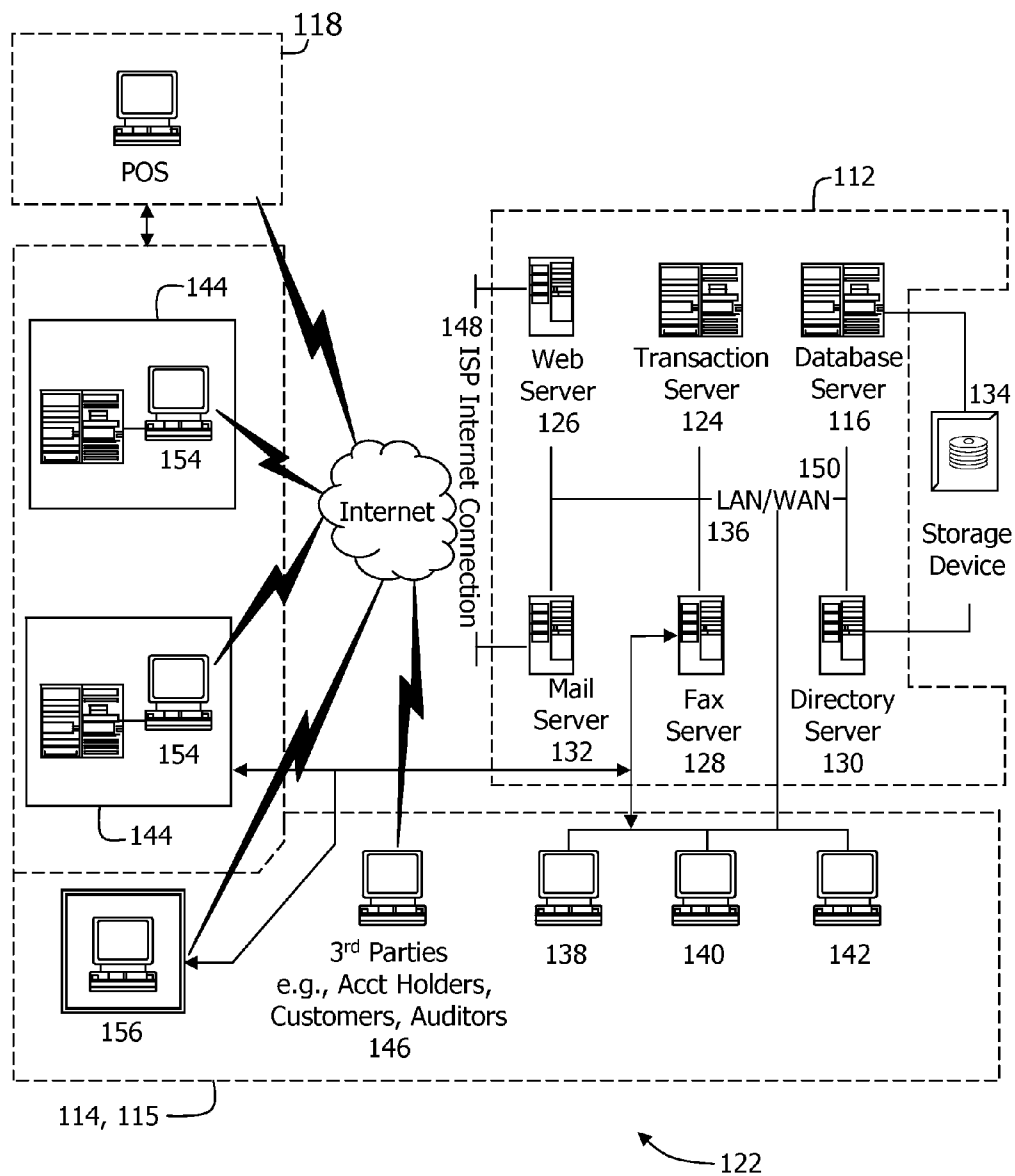 118
POS
112
144
148
ISP Internet Connection
Web
Server
126
Transaction
Server
124
Database
Server
116
134
154
Internet
150
LAN/WAN
136
Storage
Device
154
144
Mail
Server
132
Fax
Server
128
Directory
Server
130
156
3rd Parties
e.g., Acct Holders,
Customers, Auditors
146
138
140
142
114, 115
122